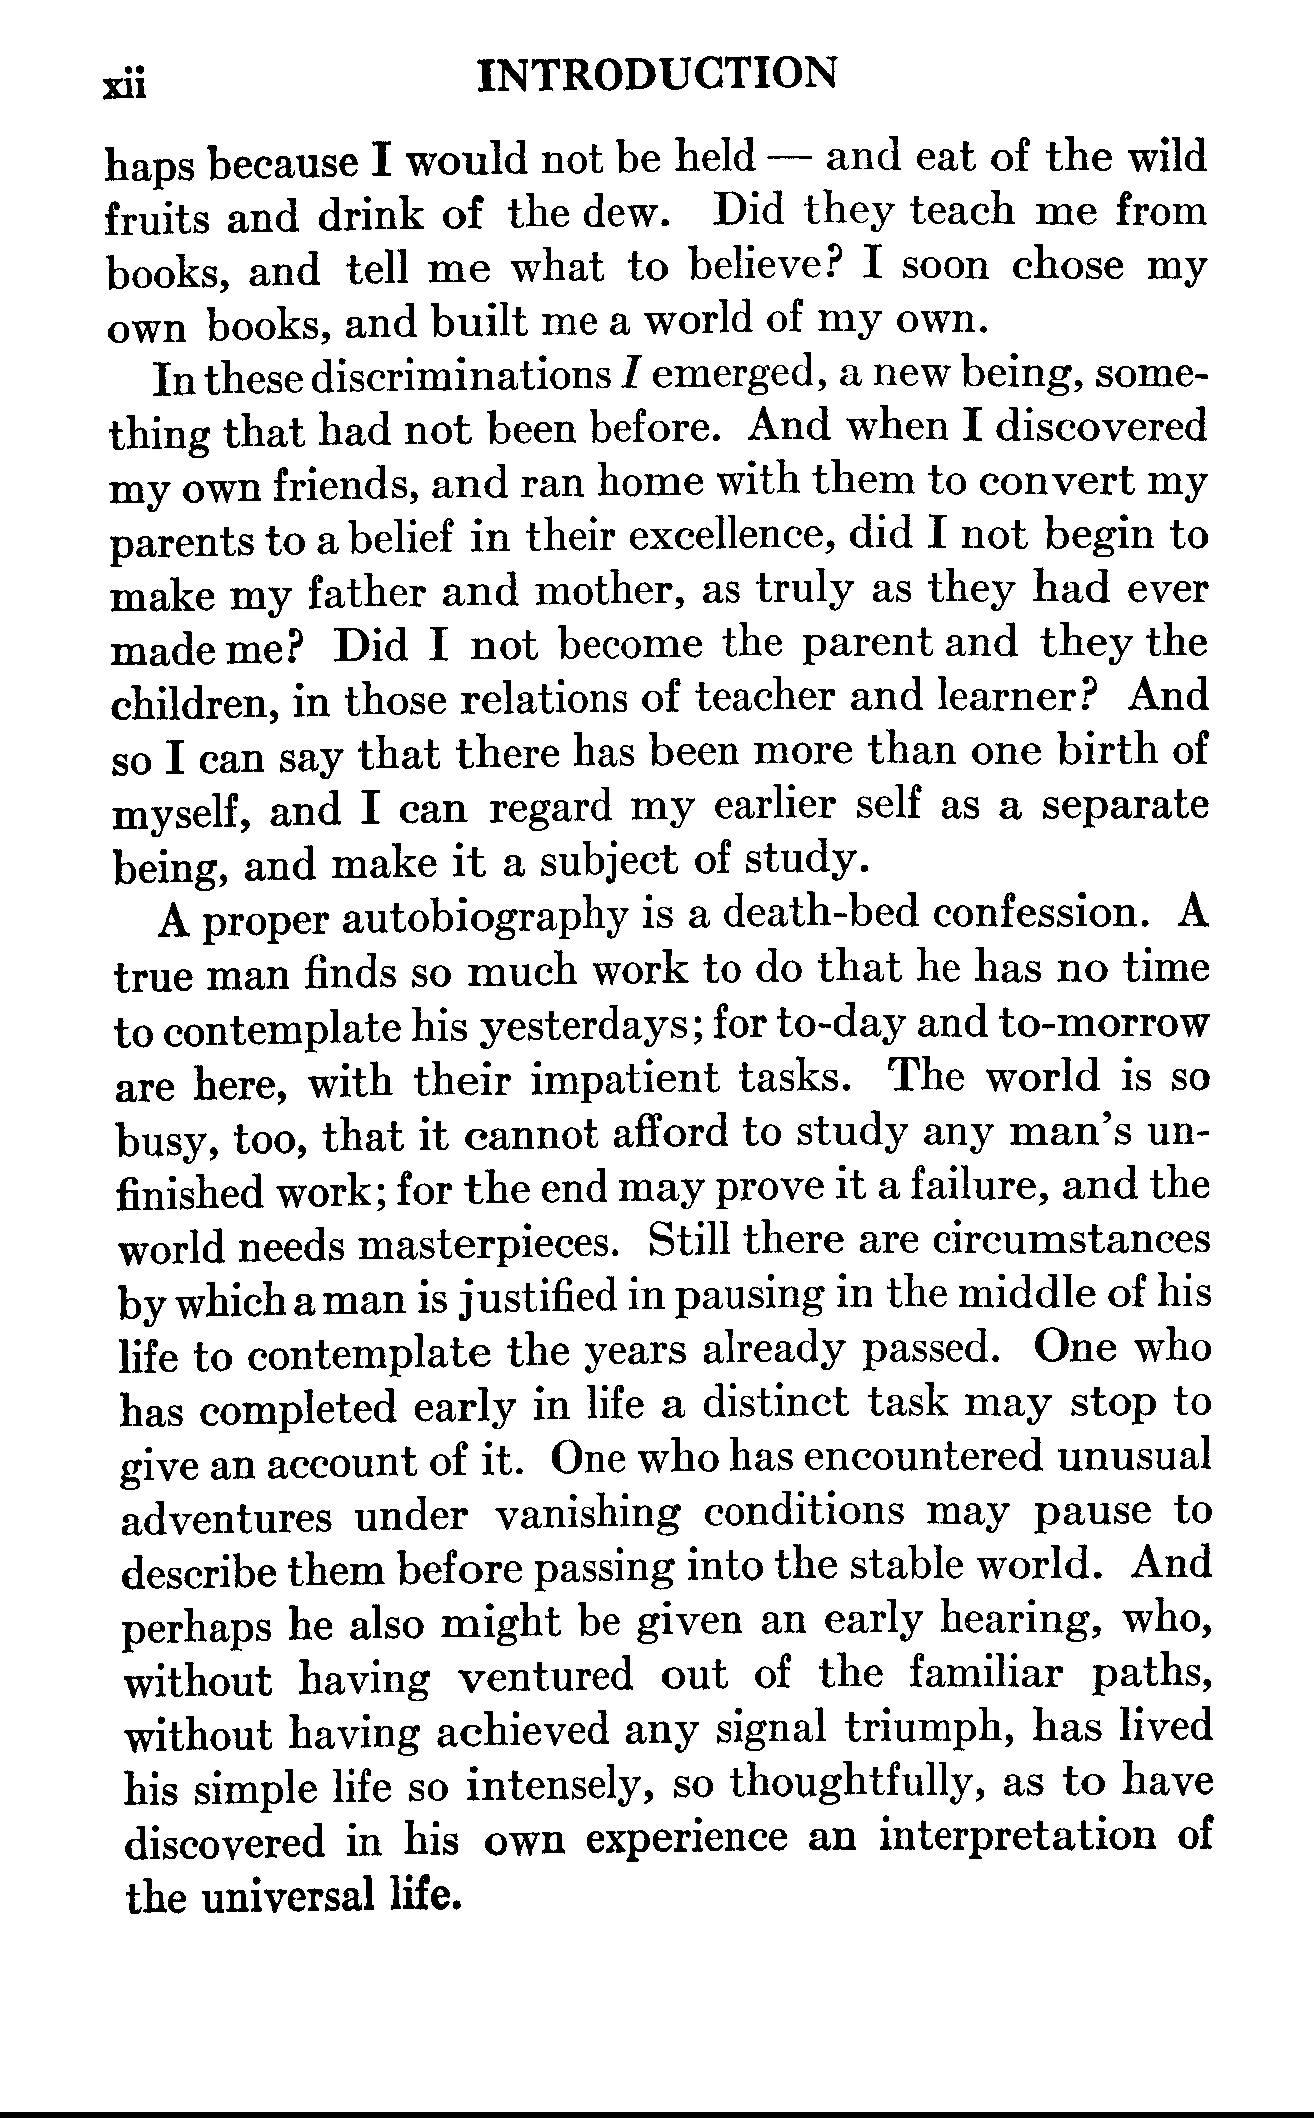 xii INTRODUCTION
haps because I would not be held — and eat of the wild
fruits and drink of the dew. Did they teach me from
books, and tell me what to believe? I soon chose my
own books, and built me a world of my own.
In these discriminations I emerged, a new being, some-
thing that had not been before. And when I discovered
my own friends, and ran home with them to convert my
parents to a belief in their excellence, did I not begin to
make my father and mother, as truly as they had ever
made me? Did I not become the parent and they the
children, in those relations of teacher and learner? And
so I can say that there has been more than one birth of
myself, and I can regard my earlier self as a separate
being, and make it a subject of study.
A proper autobiography is a death-bed confession. A
true man finds so much work to do that he has no time
to contemplate his yesterdays; for to-day and to-morrow
are here, with their impatient tasks. The world is so
busy, too, that it cannot afford to study any man's un-
finished work; for the end may prove it a failure, and the
world needs masterpieces. Still there are circumstances
by which a man is justified in pausing in the middle of his
life to contemplate the years already passed. One who
has completed early in life a distinct task may stop to
give an account of it. One who has encountered unusual
adventures under vanishing conditions may pause to
describe them before passing into the stable world. And
perhaps he also might be given an early hearing, who,
without having ventured out of the familiar paths,
without having achieved any signal triumph, has lived
his simple life so intensely, so thoughtfully, as to have
discovered in his own experience an interpretation of
the universal life.